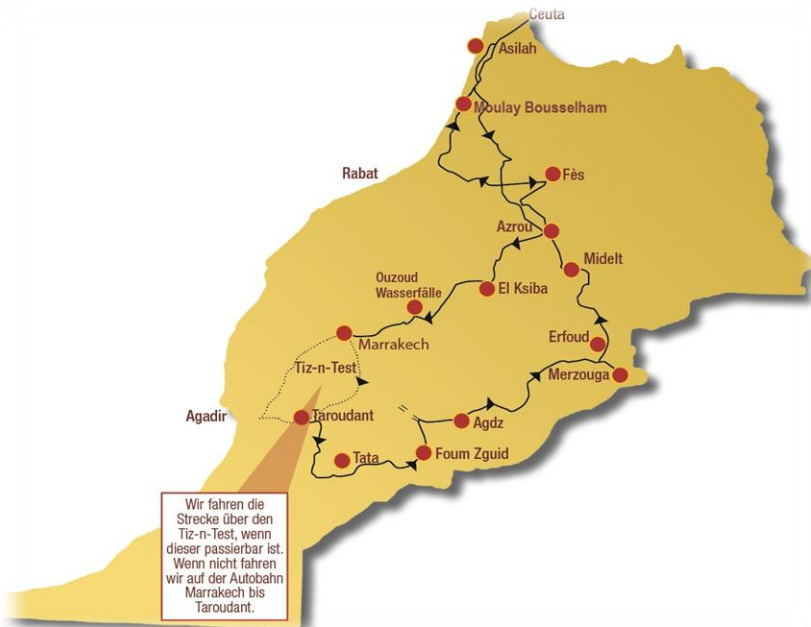 Ceuta
Asilah
Moulay Bousselham
Rabat
Fès
Azrou
Midelt
Ouzoud
Wasserfälle
El Ksiba
Marrakech
Erfoud
Tiz-n-Test
Merzouga
Agadir
Taroudant
Agdz
Tata
Foum Zguid
Wir fahren die
Strecke über den
Tiz-n-Test, wenn
dieser passierbar ist.
Wenn nicht fahren
wir auf der Autobahn
Marrakech bis
Taroudant.